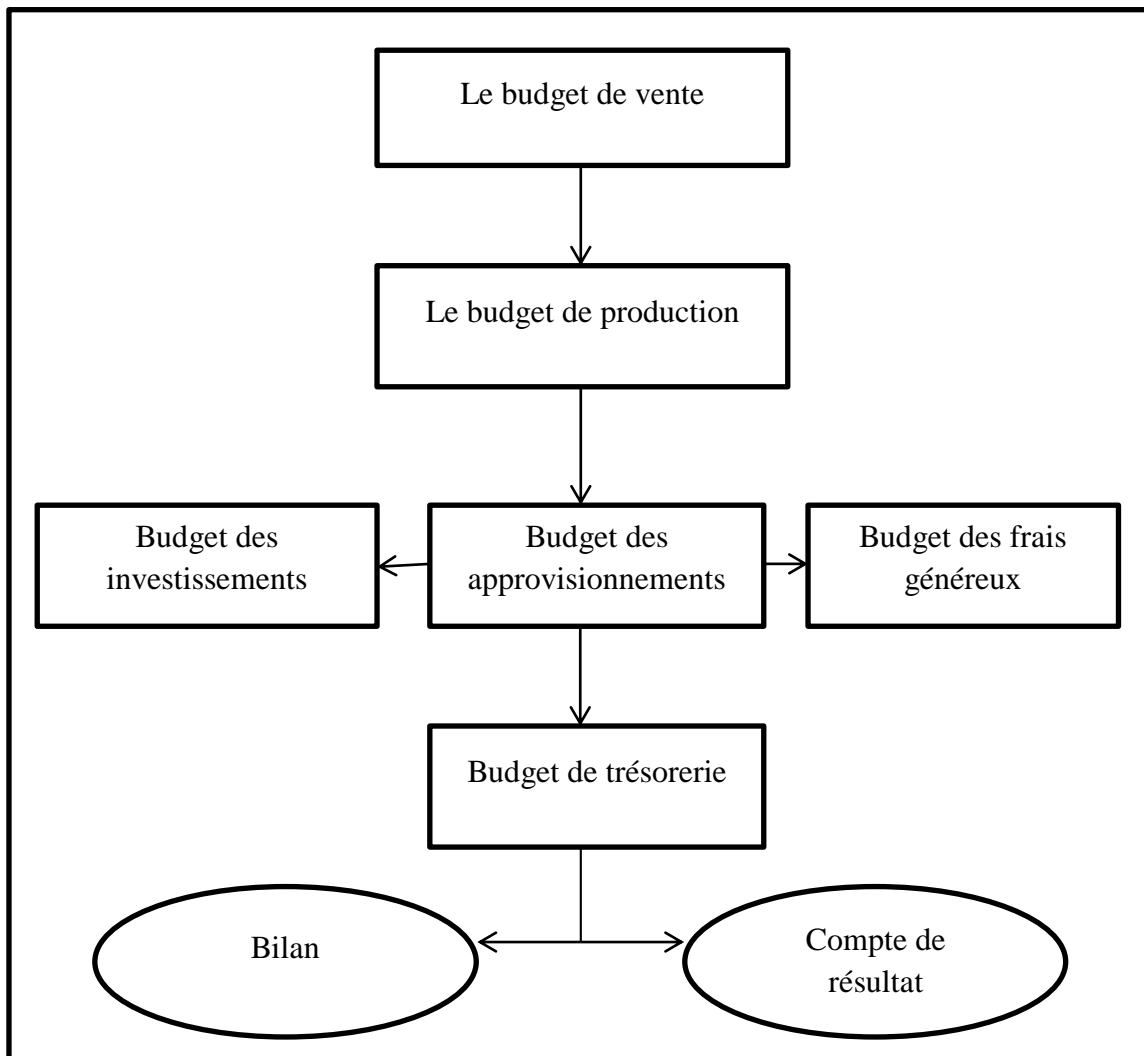 Le budget de vente
Le budget de production
Budget des
investissements
Budget des
approvisionnements
Budget des frais
généreux
Budget de trésorerie
Bilan
Compte de
résultat